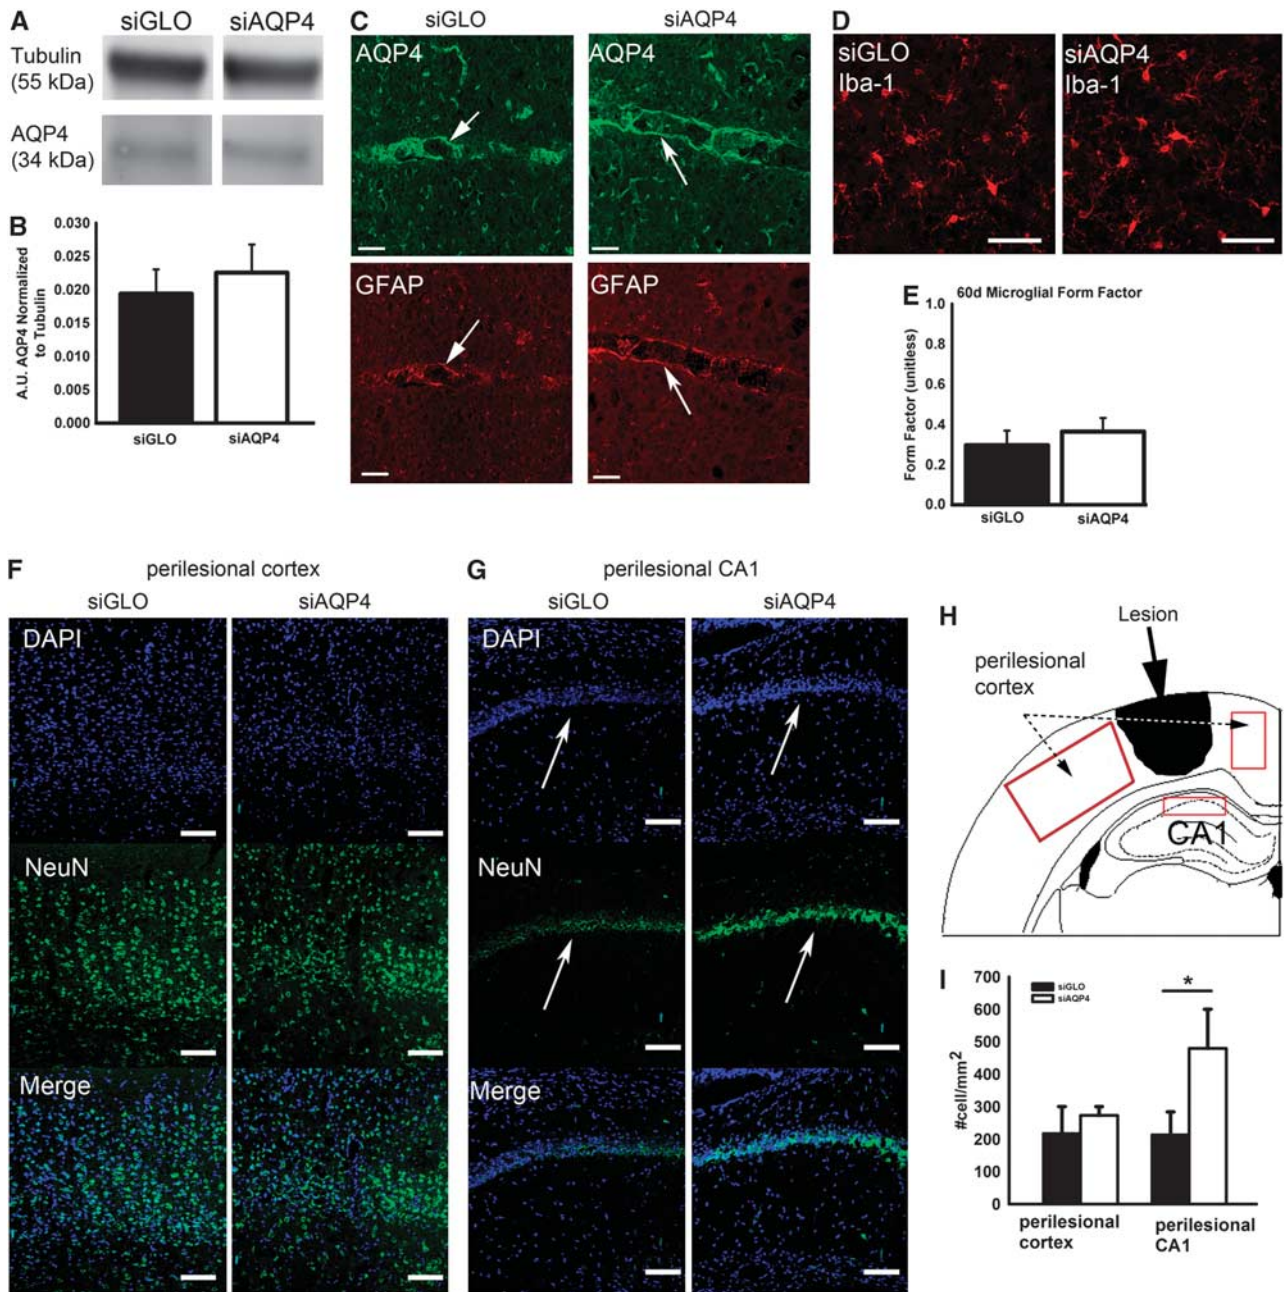 A
siGLO siAQP4
Tubulin
(55 kDa)
AQP4
(34 kDa)
B
A.U. AQP4 Normalized
to Tubulin
0.030
0.025
0.020
0.015
0.010
0.005
0.000
siGLO siAQP4
C
siGLO siAQP4
AQP4 AQP4
GFAP GFAP
D
siGLO
Iba-1
siAQP4
Iba-1
E
60d Microglial Form Factor
Form Factor (unitless)
1.0
0.8
0.6
0.4
0.2
0.0
siGLO siAQP4
F
perilesional cortex
siGLO siAQP4
DAPI
NeuN
Merge
G
perilesional CA1
siGLO siAQP4
DAPI
NeuN
Merge
H
Lesion
perilesional
cortex
CA1
I
#cell/mm²
700
600
500
400
300
200
100
0
siGLO
siAQP4
*
perilesional
cortex
perilesional
CA1